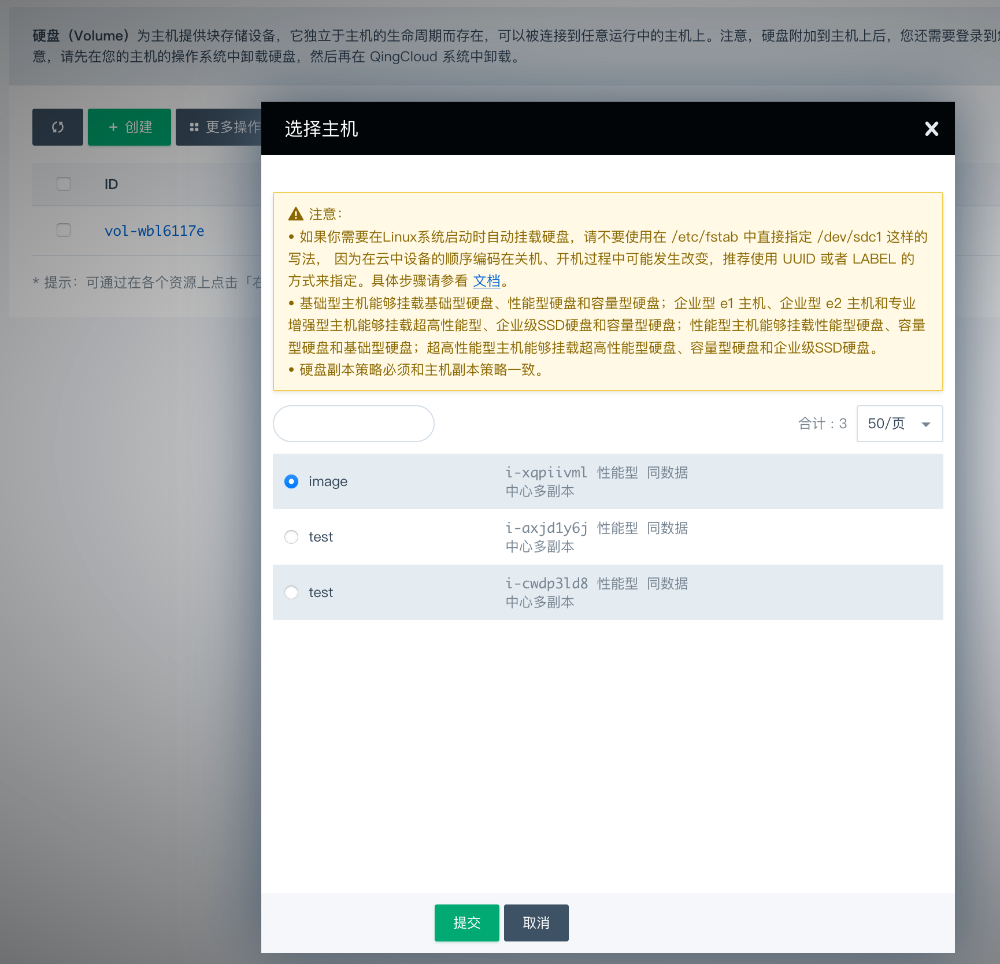 硬盘（Volume）为主机提供块存储设备，它独立于主机的生命周期而存在，可以被连接到任意运行中的主机上。注意，硬盘附加到主机上后，您还需要登录到
意，请先在您的主机的操作系统中卸载硬盘，然后再在 QingCloud 系统中卸载。
+ 创建
更多操作
选择主机
ID
注意：
• 如果你需要在Linux系统启动时自动挂载硬盘，请不要使用在 /etc/fstab 中直接指定 /dev/sdc1 这样的
vol-wbl6117e
写法， 因为在云中设备的顺序编码在关机、开机过程中可能发生改变，推荐使用 UUID 或者 LABEL 的
方式来指定。具体步骤请参看 文档。
* 提示：可通过在各个资源上点击「右
• 基础型主机能够挂载基础型硬盘、性能型硬盘和容量型硬盘；企业型 e1 主机、企业型 e2 主机和专业
增强型主机能够挂载超高性能型、企业级SSD硬盘和容量型硬盘；性能型主机能够挂载性能型硬盘、容量
型硬盘和基础型硬盘；超高性能型主机能够挂载超高性能型硬盘、容量型硬盘和企业级SSD硬盘。
• 硬盘副本策略必须和主机副本策略一致。
合计：3
50/页
image
i-xqpiivml 性能型 同数据
中心多副本
test
i-axjd1y6j 性能型 同数据
中心多副本
test
i-cwdp3ld8 性能型 同数据
中心多副本
提交
取消